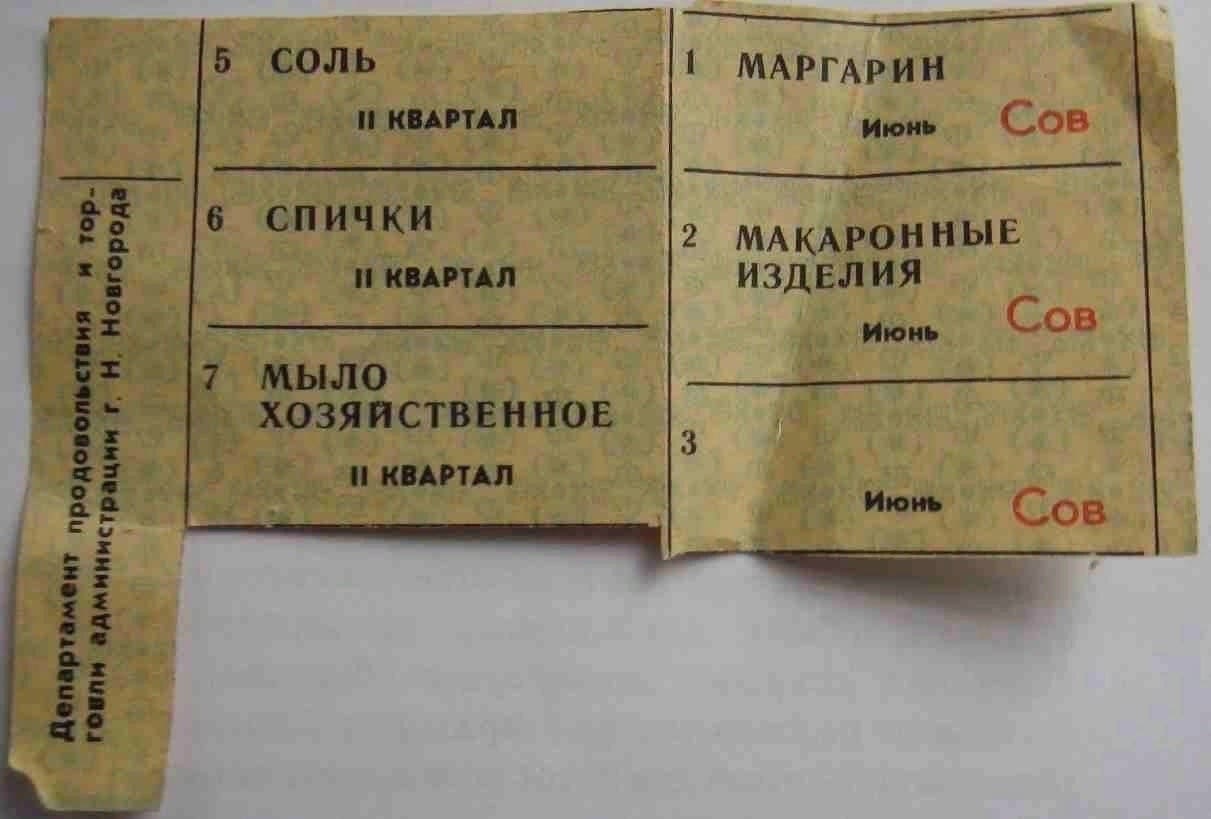 Департамент продовольствия и тор-
говли администрации г. Н. Новгорода
5 СОЛЬ
II КВАРТАЛ
6 СПИЧКИ
II КВАРТАЛ
7 МЫЛО
ХОЗЯЙСТВЕННОЕ
II КВАРТАЛ
1 МАРГАРИН
Июнь Сов
2 МАКАРОННЫЕ
ИЗДЕЛИЯ
Июнь Сов
3
Июнь Сов